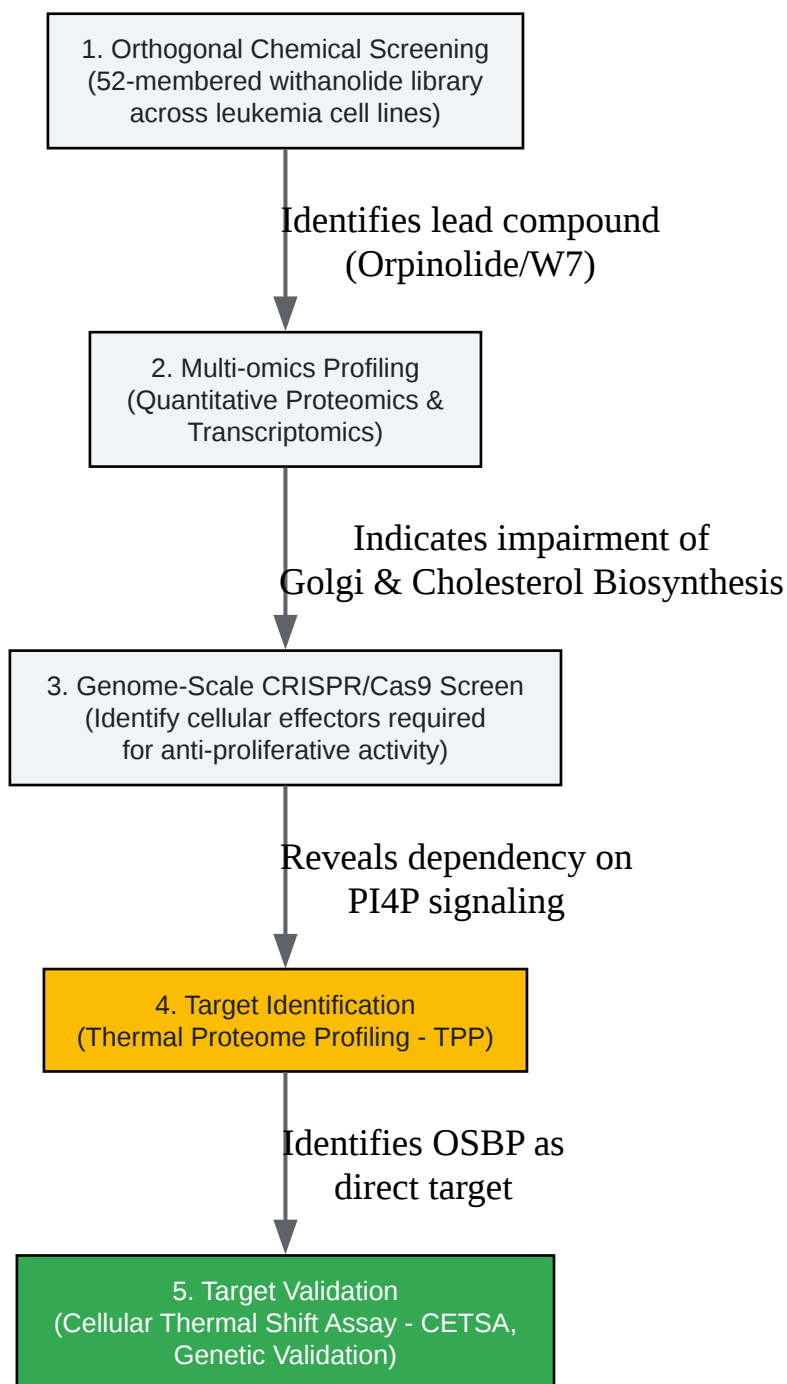 1. Orthogonal Chemical Screening
(52-membered withanolide library
across leukemia cell lines)
Identifies lead compound
(Orpinolide/W7)
2. Multi-omics Profiling
(Quantitative Proteomics &
Transcriptomics)
Indicates impairment of
Golgi & Cholesterol Biosynthesis
3. Genome-Scale CRISPR/Cas9 Screen
(Identify cellular effectors required
for anti-proliferative activity)
Reveals dependency on
PI4P signaling
4. Target Identification
(Thermal Proteome Profiling - TPP)
Identifies OSBP as
direct target
5. Target Validation
(Cellular Thermal Shift Assay - CETSA,
Genetic Validation)